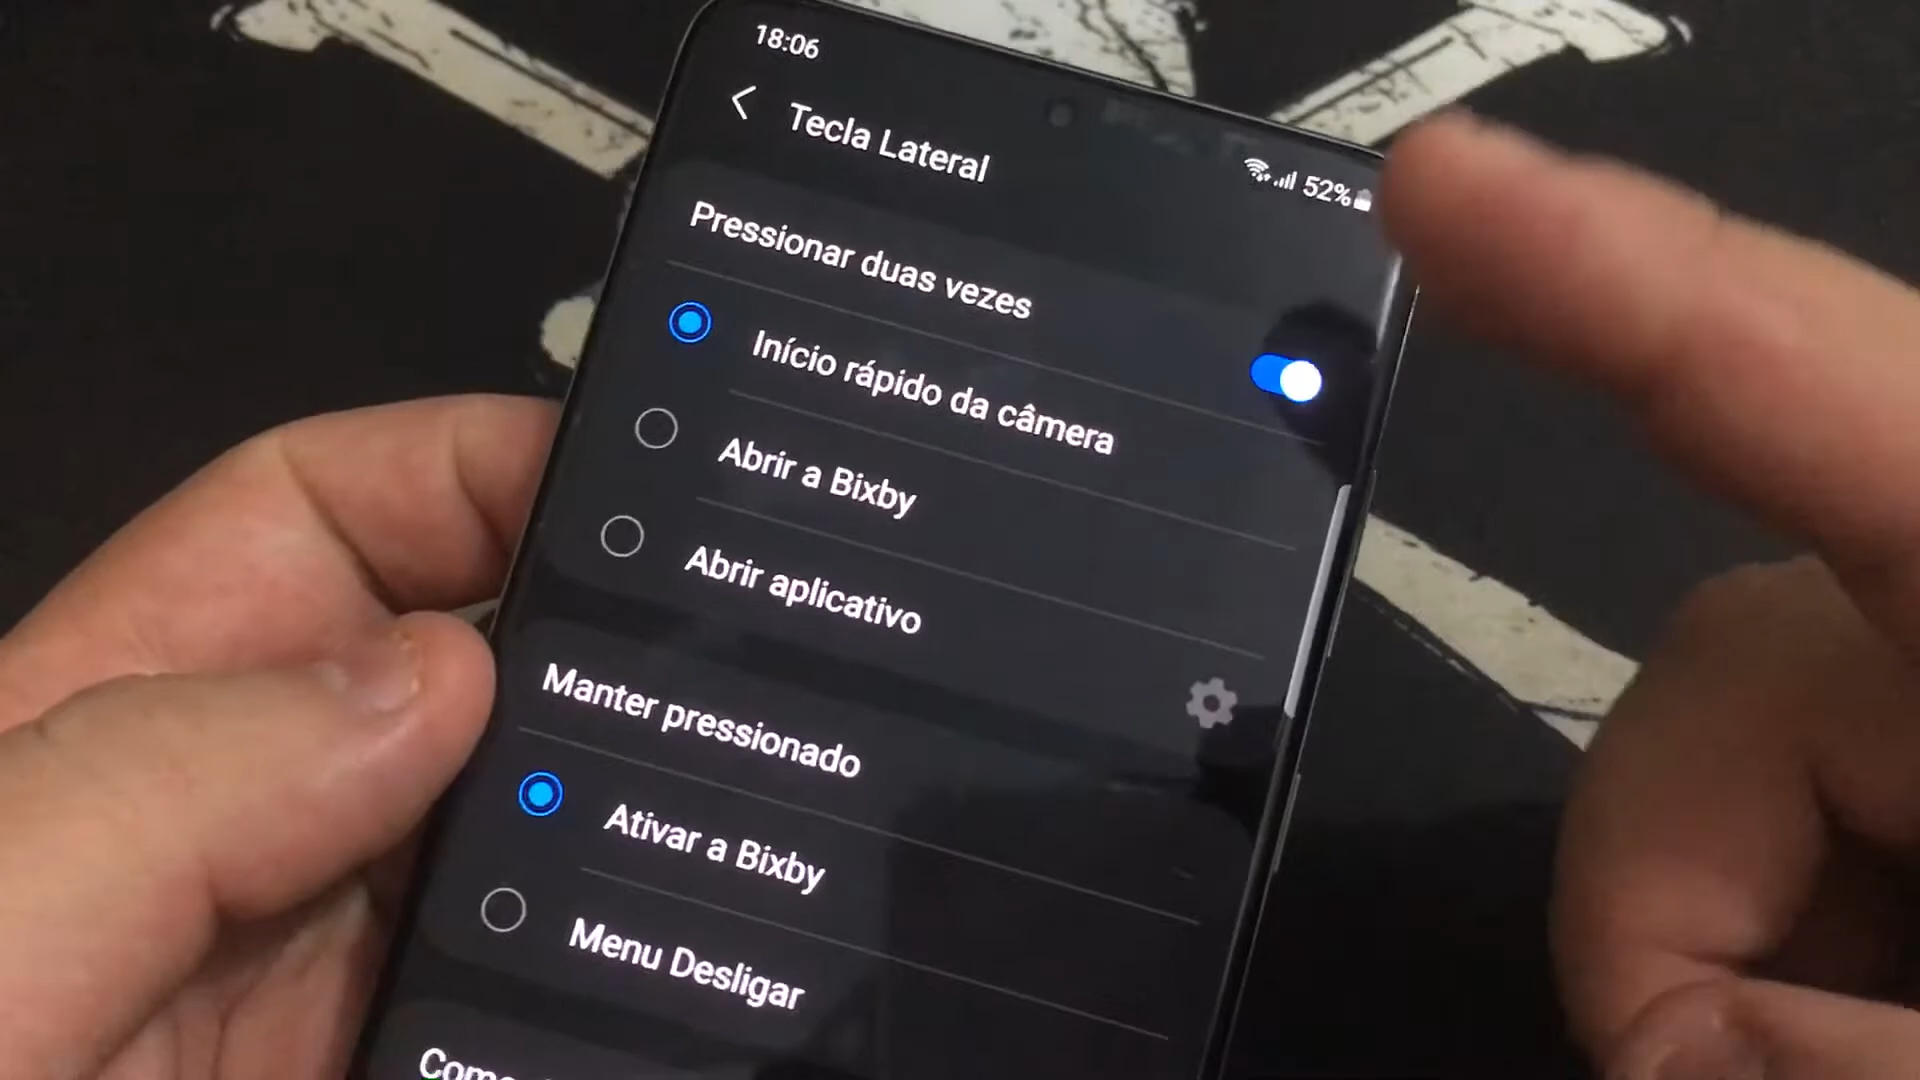 18:06
52%
Tecla Lateral
Pressionar duas vezes
Início rápido da câmera
Abrir a Bixby
Abrir aplicativo
Manter pressionado
Ativar a Bixby
Menu Desligar